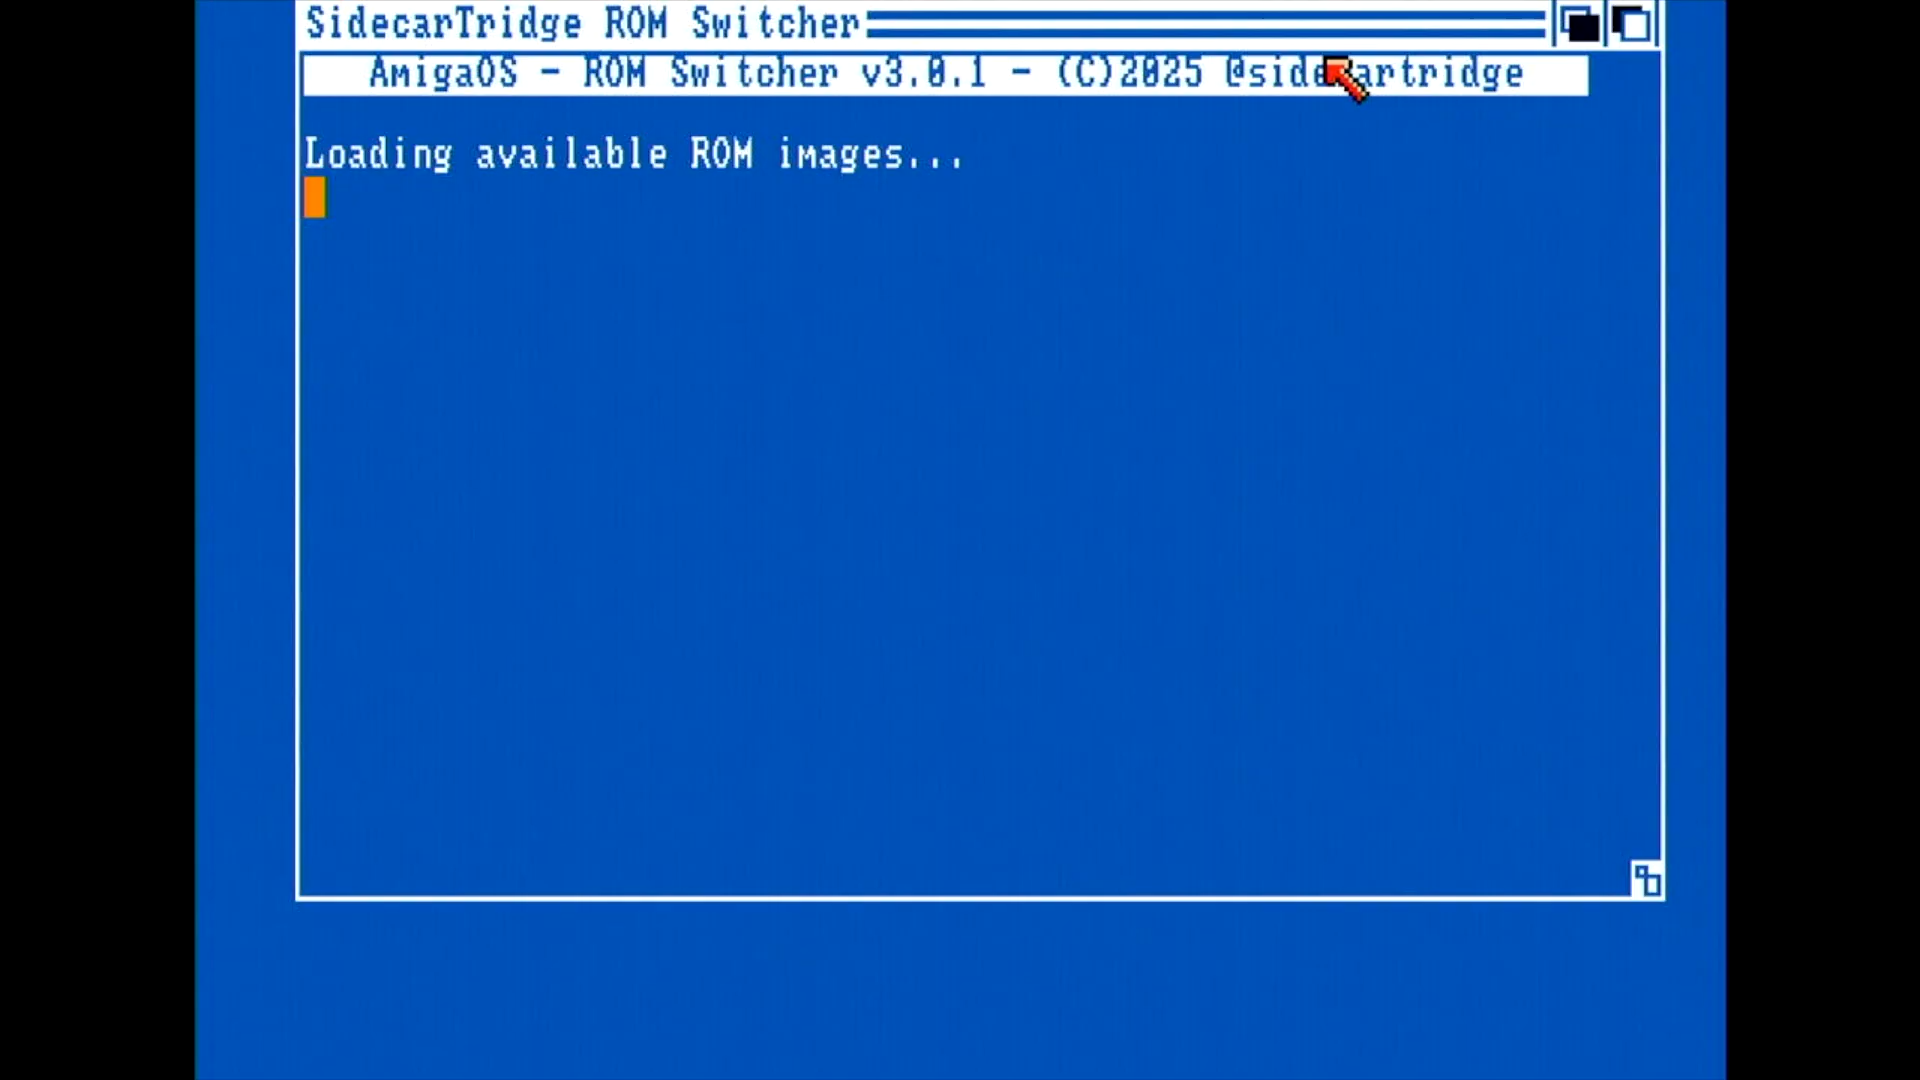 SidecarTridge ROM Switcher
AmigaOS - ROM Switcher v3.0.1 - (C)2025 @sidecartridge
Loading available ROM images...